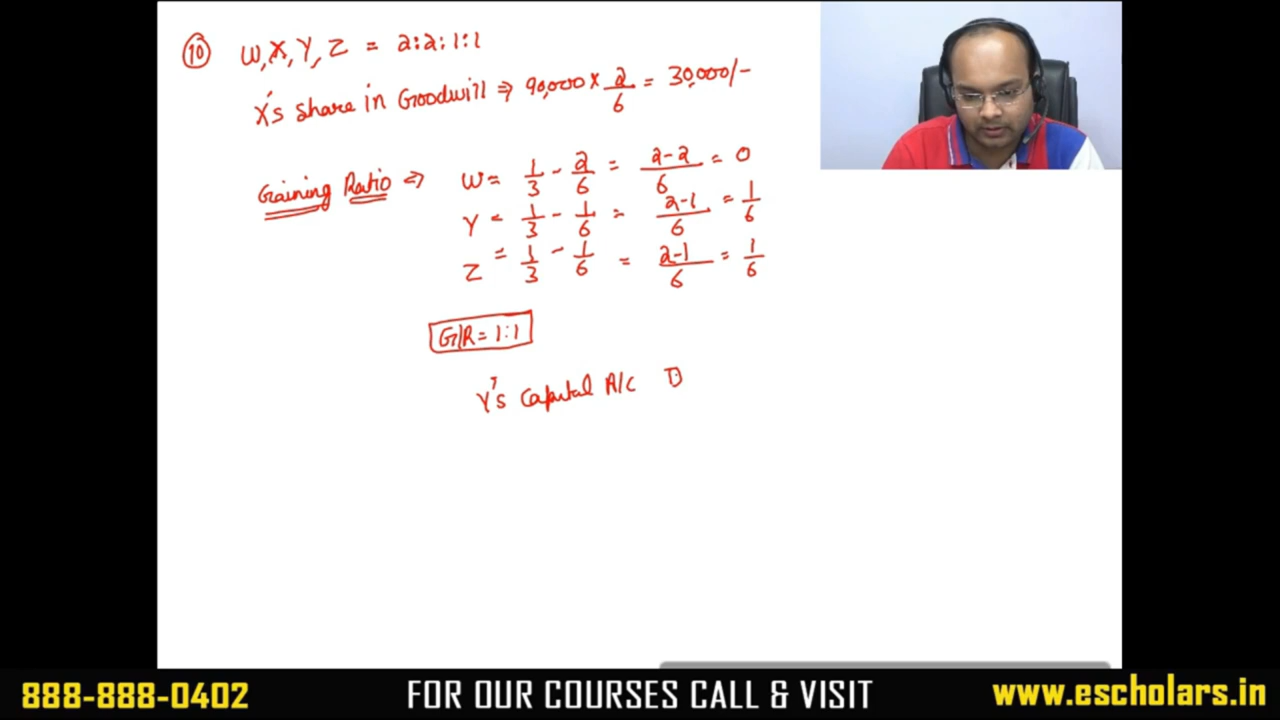 10 W, X, Y, Z = 2:2:1:1
X's share in Goodwill ⇒ 90,000 × 2/6 = 30,000/-
Gaining Ratio ⇒ W = 1/3 - 2/6 = 2-2/6 = 0
Y = 1/3 - 1/6 = 2-1/6 = 1/6
Z = 1/3 - 1/6 = 2-1/6 = 1/6
G/R = 1:1
Y's Capital A/C D
888-888-0402 FOR OUR COURSES CALL & VISIT www.escholars.in